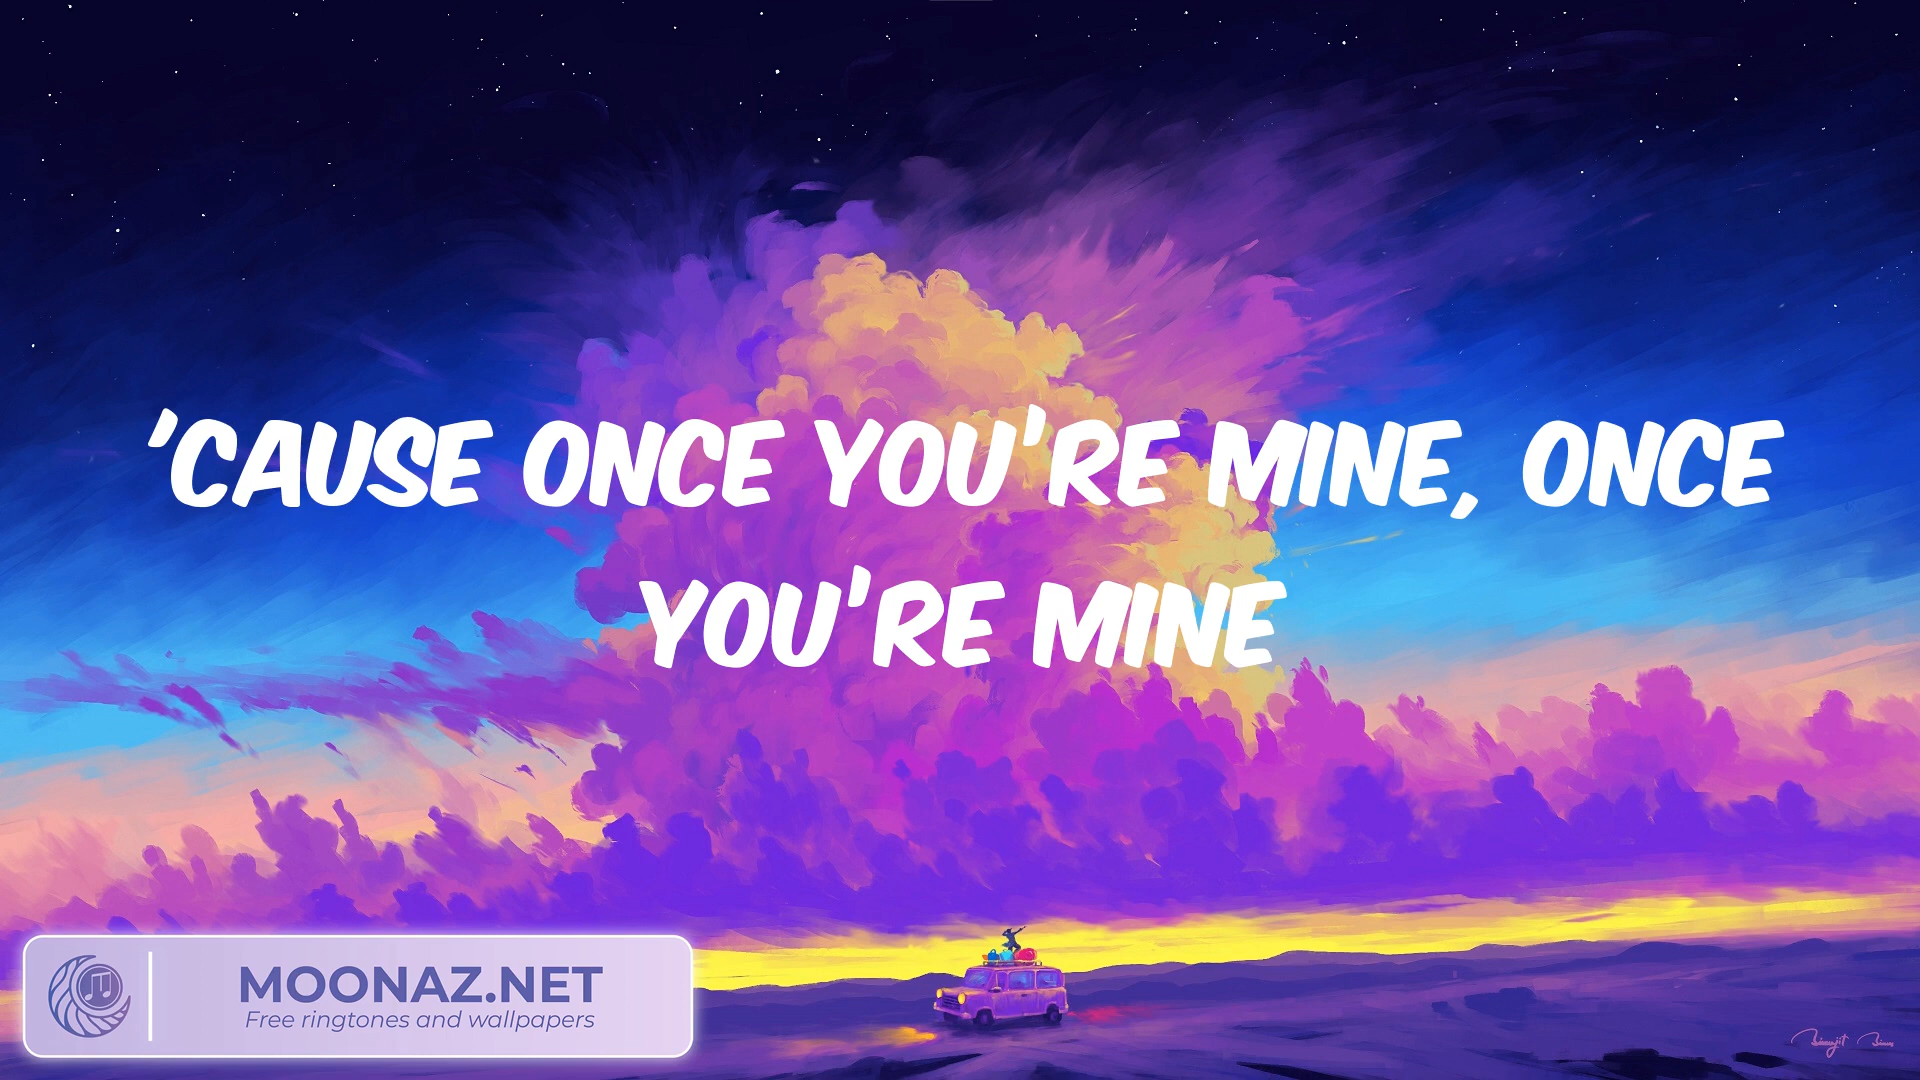 'CAUSE ONCE YOU'RE MINE, ONCE
YOU'RE MINE
MOONAZ.NET
Free ringtones and wallpapers